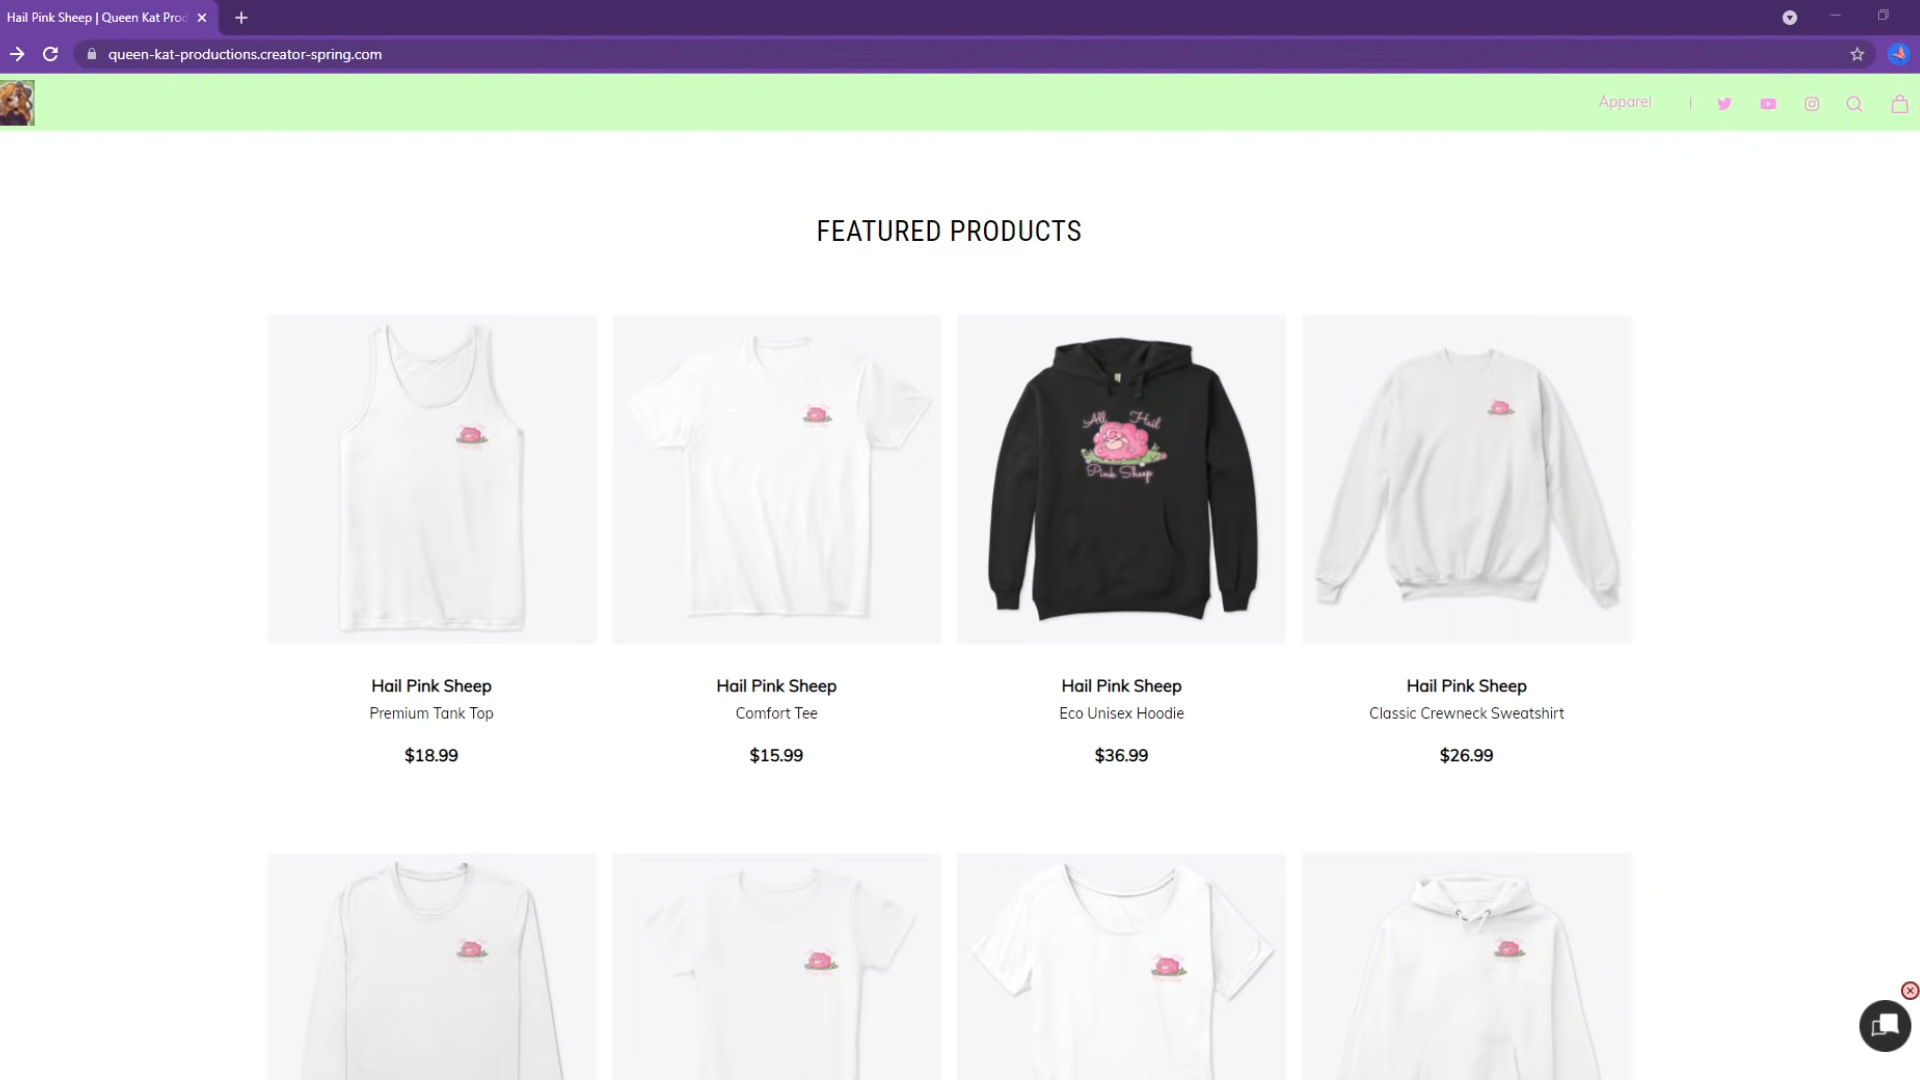 Hail Pink Sheep | Queen Kat Prod
queen-kat-productions.creator-spring.com
Apparel
FEATURED PRODUCTS
All Hail
Pink Sheep
Hail Pink Sheep
Premium Tank Top
$18.99
Hail Pink Sheep
Comfort Tee
$15.99
Hail Pink Sheep
Eco Unisex Hoodie
$36.99
Hail Pink Sheep
Classic Crewneck Sweatshirt
$26.99